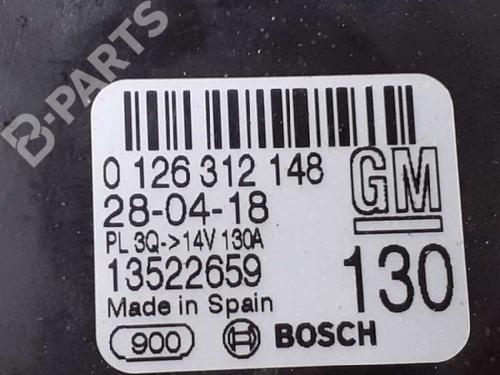 B-PARTS
0 126 312 148
GM
28-04-18
PL 3Q->14V 130A
13522659
130
Made in Spain
900 BOSCH